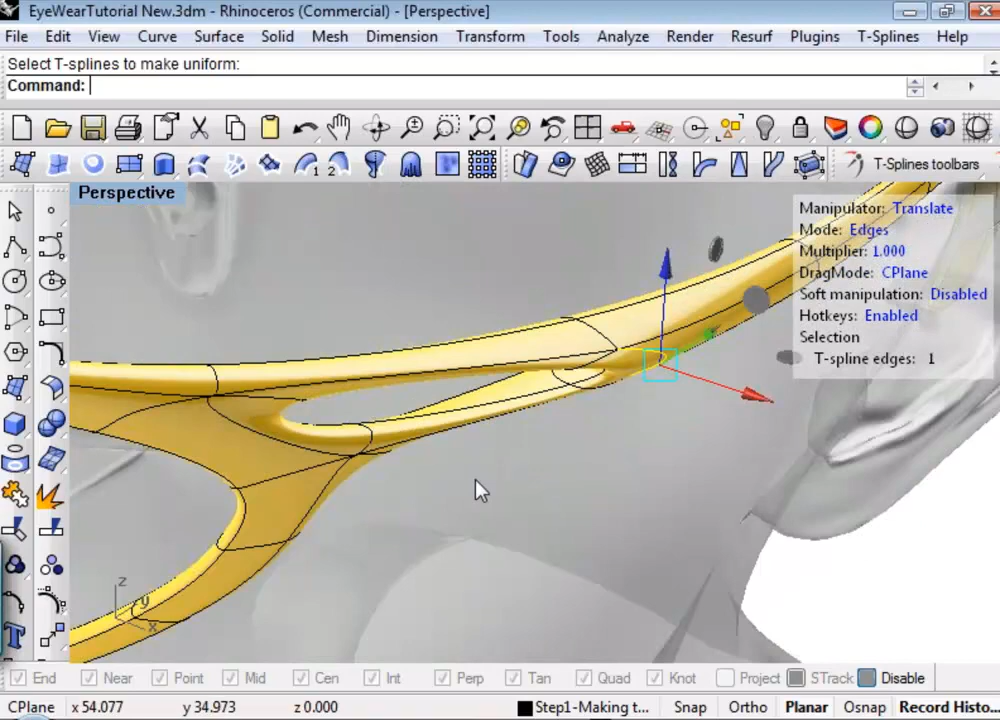 EyeWearTutorial New.3dm - Rhinoceros (Commercial) - [Perspective]
File Edit View Curve Surface Solid Mesh Dimension Transform Tools Analyze Render Resurf Plugins T-Splines Help
Select T-splines to make uniform:
Command:
1 2 T-Splines toolbars
Perspective
Manipulator: Translate
Mode: Edges
Multiplier: 1.000
DragMode: CPlane
Soft manipulation: Disabled
Hotkeys: Enabled
Selection
T-spline edges: 1
z
y
x
End Near Point Mid Cen Int Perp Tan Quad Knot Project STrack Disable
CPlane x 54.077 y 34.973 z 0.000 Step1-Making t... Snap Ortho Planar Osnap Record Histo...